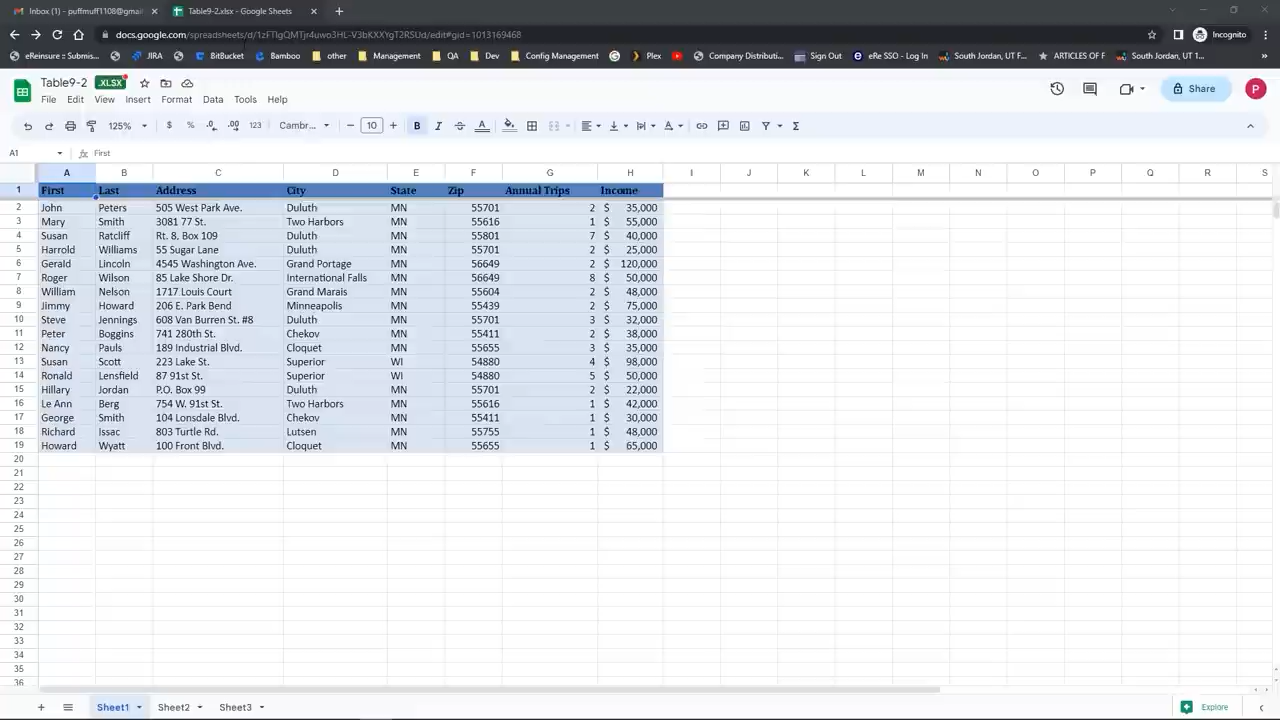 Inbox (1) - puffmuff1108@gmai
Table9-2.xlsx - Google Sheets
docs.google.com/spreadsheets/d/1zFTlgQMTjr4uwo3HL-V3bKXXYgT2RSUd/edit#gid=1013169468
Incognito
eReinsure : Submiss...
JIRA
BitBucket
Bamboo
other
Management
QA
Dev
Config Management
Plex
Company Distributi...
Sign Out
eRe SSO - Log In
South Jordan, UT F...
ARTICLES OF F
South Jordan, UT 1...
»
Table9-2 .XLSX
File Edit View Insert Format Data Tools Help
Share
P
125% $ % .0 .00 123 Cambr... − 10 + B I S A Σ
A1 fx First
A B C D E F G H I J K L M N O P Q R S
1 First Last Address City State Zip Annual Trips Income
2 John Peters 505 West Park Ave. Duluth MN 55701 2 $ 35,000
3 Mary Smith 3081 77 St. Two Harbors MN 55616 1 $ 55,000
4 Susan Ratcliff Rt. 8, Box 109 Duluth MN 55801 7 $ 40,000
5 Harrold Williams 55 Sugar Lane Duluth MN 55701 2 $ 25,000
6 Gerald Lincoln 4545 Washington Ave. Grand Portage MN 56649 2 $ 120,000
7 Roger Wilson 85 Lake Shore Dr. International Falls MN 56649 8 $ 50,000
8 William Nelson 1717 Louis Court Grand Marais MN 55604 2 $ 48,000
9 Jimmy Howard 206 E. Park Bend Minneapolis MN 55439 2 $ 75,000
10 Steve Jennings 608 Van Burren St. #8 Duluth MN 55701 3 $ 32,000
11 Peter Boggins 741 280th St. Chekov MN 55411 2 $ 38,000
12 Nancy Pauls 189 Industrial Blvd. Cloquet MN 55655 3 $ 35,000
13 Susan Scott 223 Lake St. Superior WI 54880 4 $ 98,000
14 Ronald Lensfield 87 91st St. Superior WI 54880 5 $ 50,000
15 Hillary Jordan P.O. Box 99 Duluth MN 55701 2 $ 22,000
16 Le Ann Berg 754 W. 91st St. Two Harbors MN 55616 1 $ 42,000
17 George Smith 104 Lonsdale Blvd. Chekov MN 55411 1 $ 30,000
18 Richard Issac 803 Turtle Rd. Lutsen MN 55755 1 $ 48,000
19 Howard Wyatt 100 Front Blvd. Cloquet MN 55655 1 $ 65,000
20
21
22
23
24
25
26
27
28
29
30
31
32
33
34
35
36
Sheet1 Sheet2 Sheet3
Explore